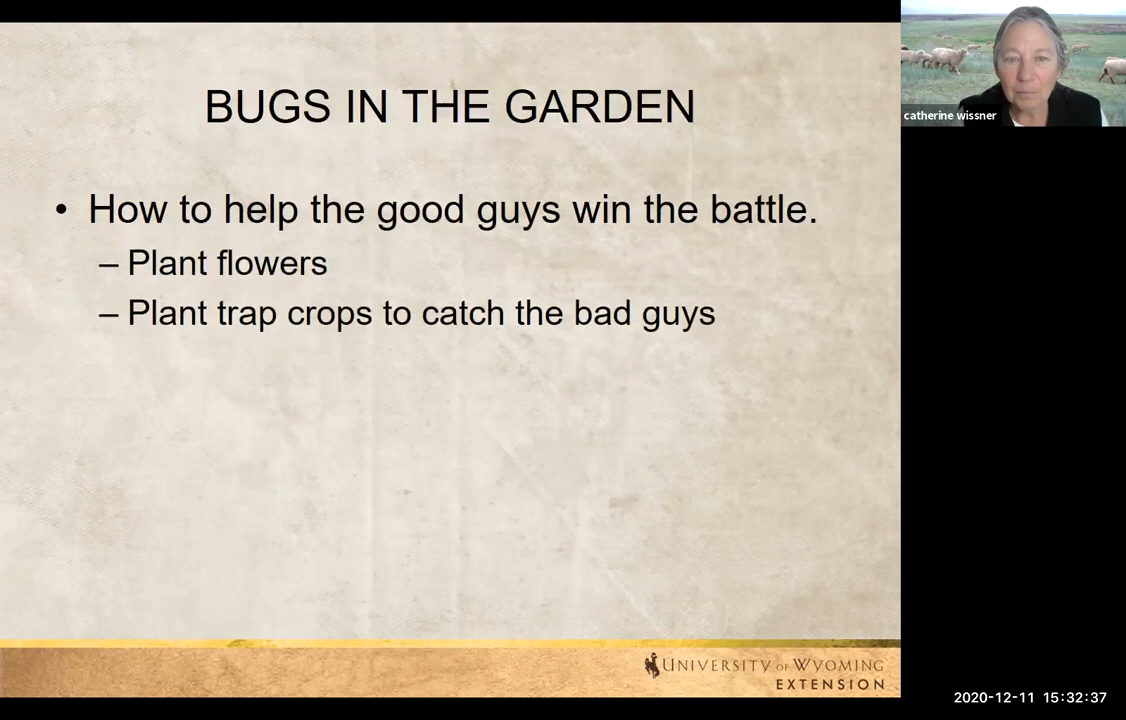 BUGS IN THE GARDEN
• How to help the good guys win the battle.
– Plant flowers
– Plant trap crops to catch the bad guys
UNIVERSITY OF WYOMING
EXTENSION
catherine wissner
2020-12-11 15:32:37